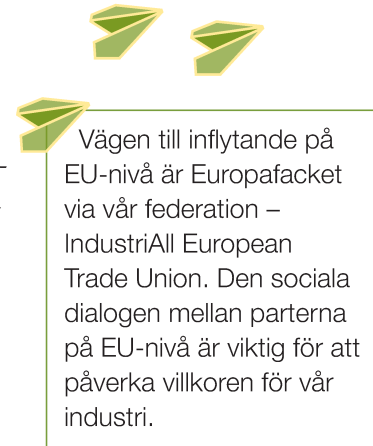 Vägen till inflytande på
EU-nivå är Europafacket
via vår federation –
IndustriAll European
Trade Union. Den sociala
dialogen mellan parterna
på EU-nivå är viktig för att
påverka villkoren för vår
industri.